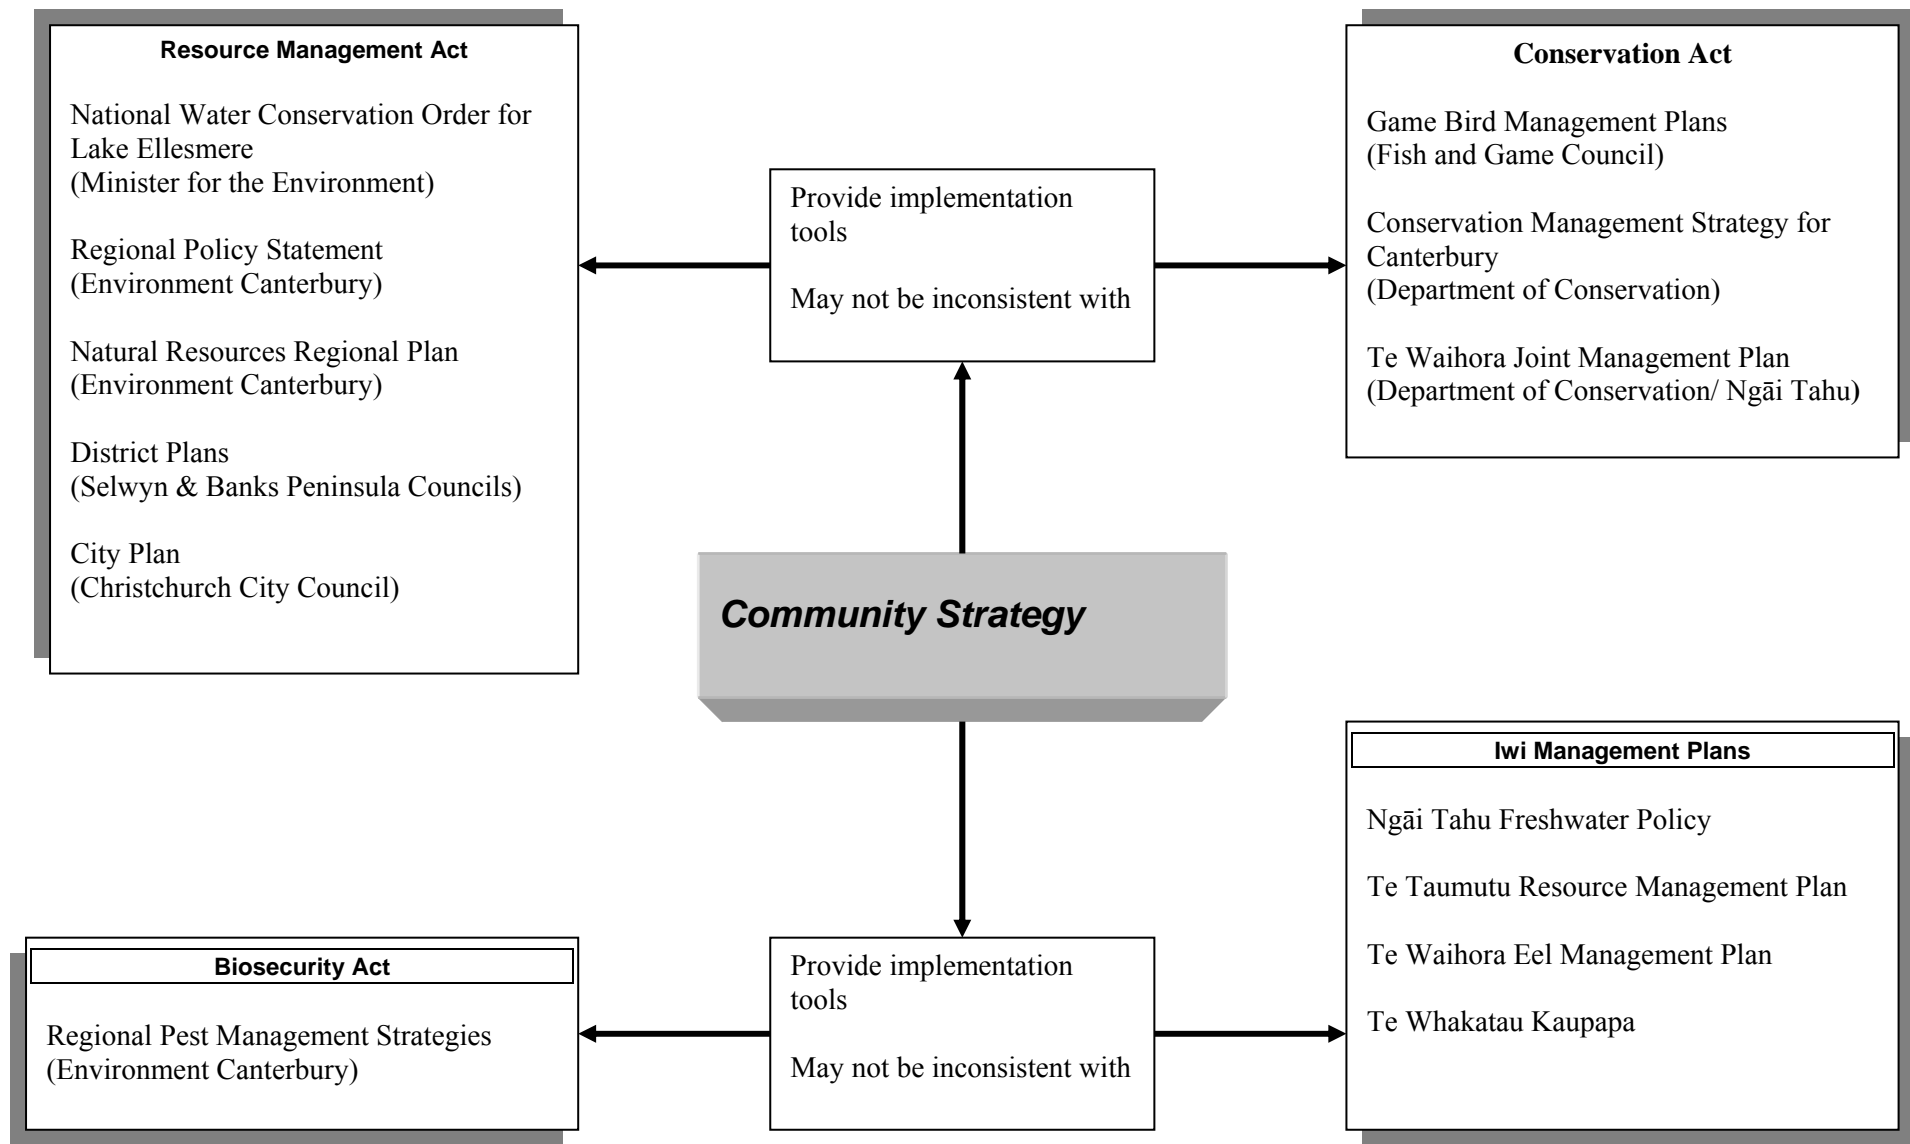 Resource Management Act
National Water Conservation Order for
Lake Ellesmere
(Minister for the Environment)
Regional Policy Statement
(Environment Canterbury)
Natural Resources Regional Plan
(Environment Canterbury)
District Plans
(Selwyn & Banks Peninsula Councils)
City Plan
(Christchurch City Council)
Provide implementation
tools
May not be inconsistent with
Conservation Act
Game Bird Management Plans
(Fish and Game Council)
Conservation Management Strategy for
Canterbury
(Department of Conservation)
Te Waihora Joint Management Plan
(Department of Conservation/ Ngāi Tahu)
Community Strategy
Biosecurity Act
Regional Pest Management Strategies
(Environment Canterbury)
Provide implementation
tools
May not be inconsistent with
Iwi Management Plans
Ngāi Tahu Freshwater Policy
Te Taumutu Resource Management Plan
Te Waihora Eel Management Plan
Te Whakatau Kaupapa